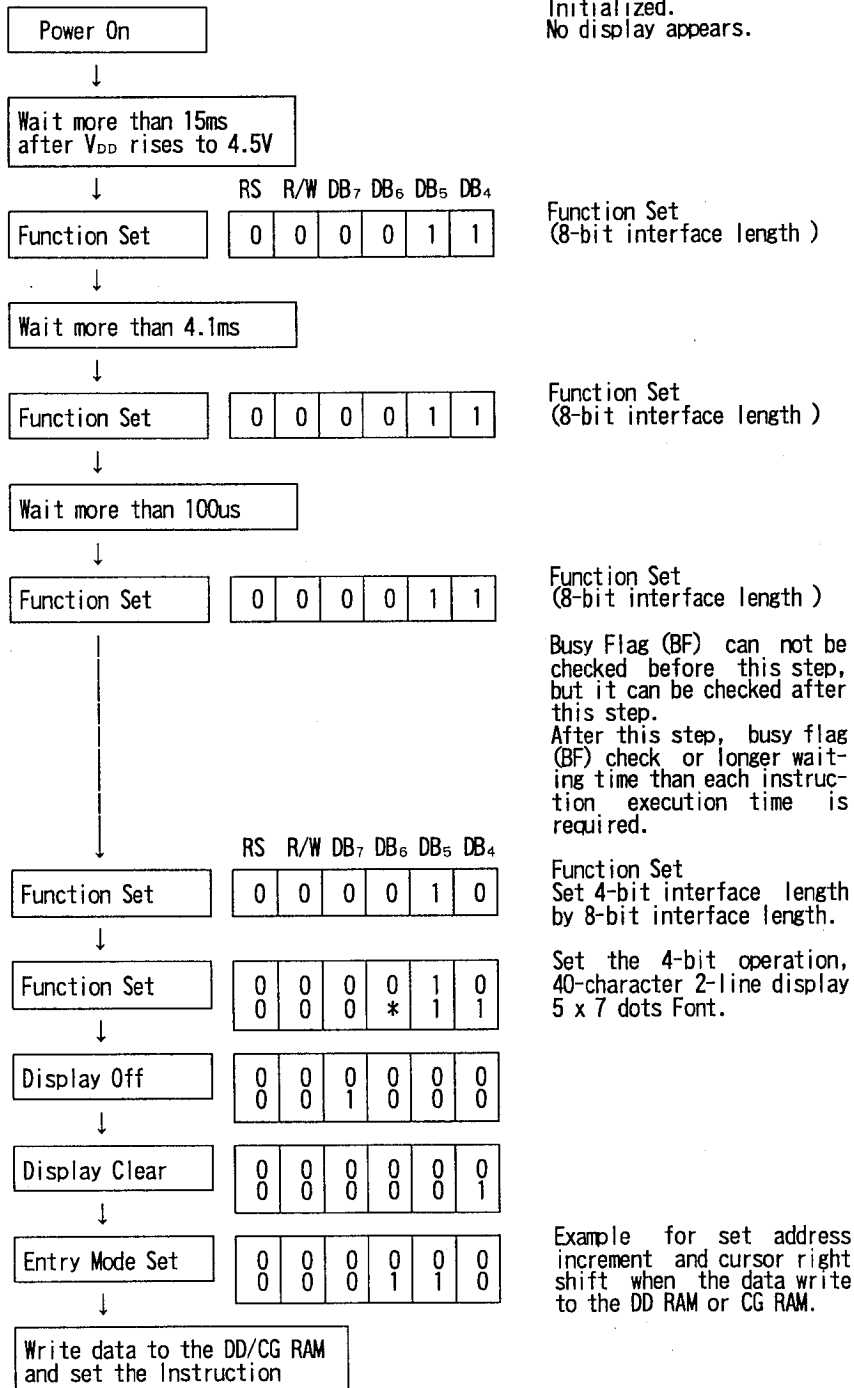 Initialized.
Power On
No display appears.
↓
Wait more than 15ms
after VDD rises to 4.5V
↓
RS R/W DB7 DB6 DB5 DB4
Function Set 0 0 0 0 1 1
Function Set
(8-bit interface length )
↓
Wait more than 4.1ms
↓
Function Set 0 0 0 0 1 1
Function Set
(8-bit interface length )
↓
Wait more than 100us
↓
Function Set 0 0 0 0 1 1
Function Set
(8-bit interface length )
Busy Flag (BF) can not be
checked before this step,
but it can be checked after
this step.
After this step, busy flag
(BF) check or longer wait-
ing time than each instruc-
tion execution time is
required.
↓
RS R/W DB7 DB6 DB5 DB4
Function Set 0 0 0 0 1 0
Function Set
Set 4-bit interface length
by 8-bit interface length.
↓
Function Set
0 0 0 0 1 0
0 0 0 * 1 1
Set the 4-bit operation,
40-character 2-line display
5 x 7 dots Font.
↓
Display Off
0 0 0 0 0 0
0 0 1 0 0 0
↓
Display Clear
0 0 0 0 0 0
0 0 0 0 0 1
↓
Entry Mode Set
0 0 0 0 0 0
0 0 0 1 1 0
Example for set address
increment and cursor right
shift when the data write
to the DD RAM or CG RAM.
↓
Write data to the DD/CG RAM
and set the Instruction